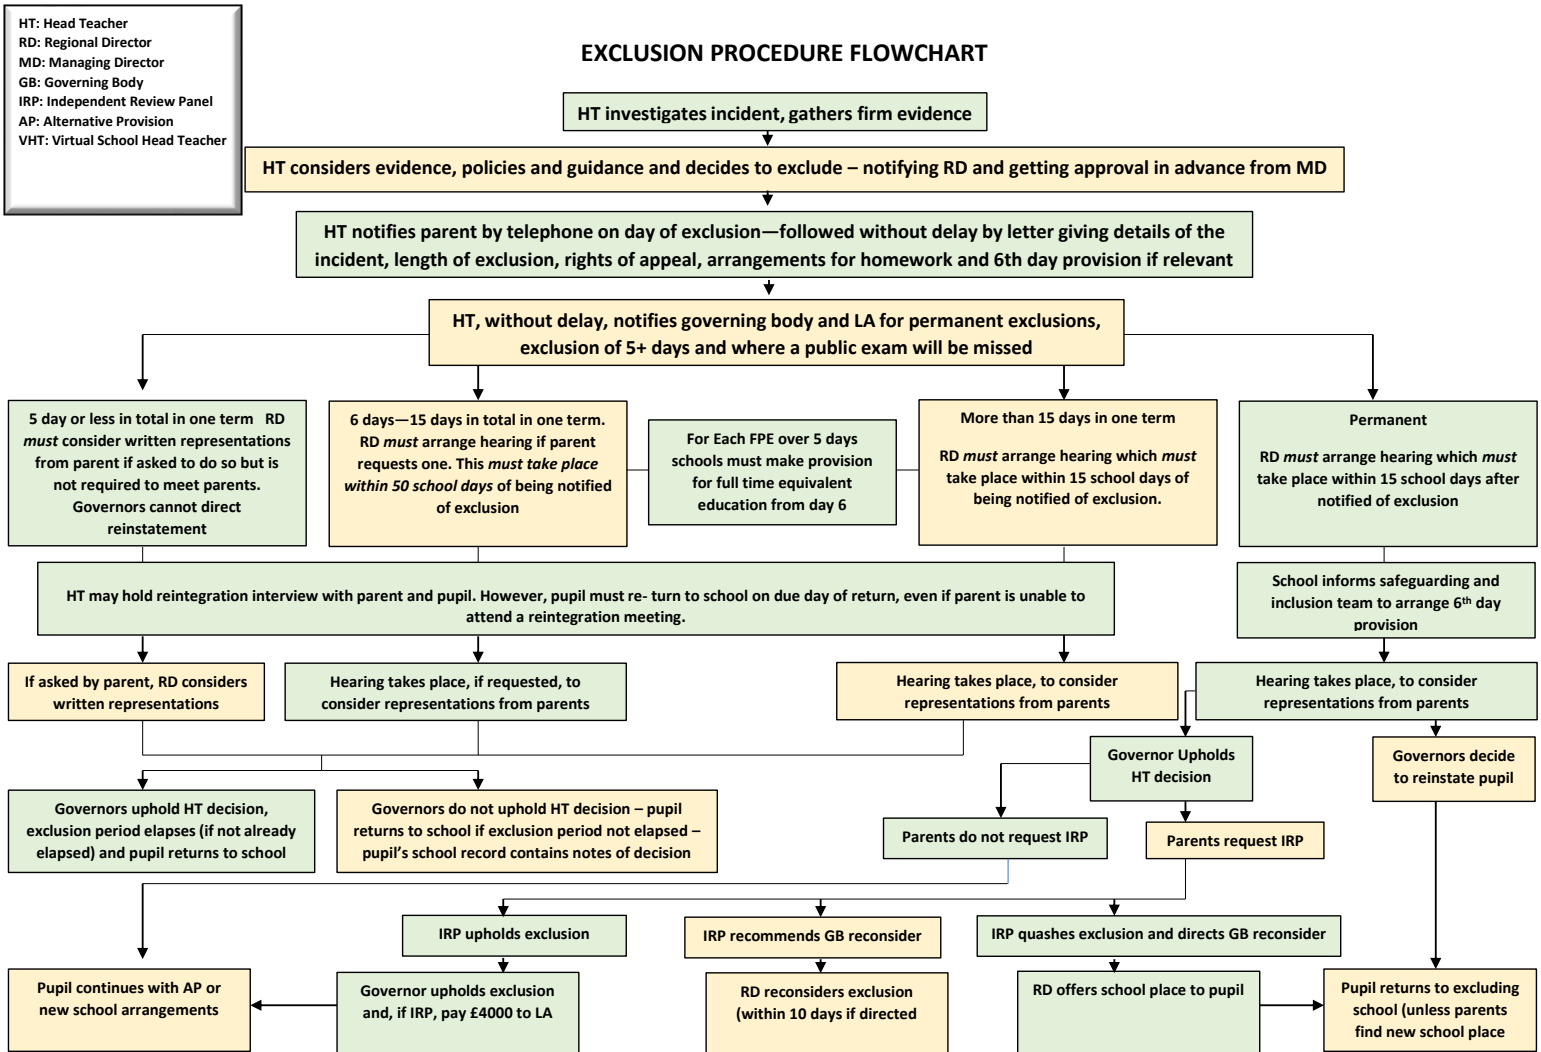 HT: Head Teacher
RD: Regional Director
MD: Managing Director
GB: Governing Body
IRP: Independent Review Panel
AP: Alternative Provision
VHT: Virtual School Head Teacher
EXCLUSION PROCEDURE FLOWCHART
HT investigates incident, gathers firm evidence
HT considers evidence, policies and guidance and decides to exclude – notifying RD and getting approval in advance from MD
HT notifies parent by telephone on day of exclusion—followed without delay by letter giving details of the
incident, length of exclusion, rights of appeal, arrangements for homework and 6th day provision if relevant
HT, without delay, notifies governing body and LA for permanent exclusions,
exclusion of 5+ days and where a public exam will be missed
5 day or less in total in one term RD
must consider written representations
from parent if asked to do so but is
not required to meet parents.
Governors cannot direct
reinstatement
6 days—15 days in total in one term.
RD must arrange hearing if parent
requests one. This must take place
within 50 school days of being notified
of exclusion
For Each FPE over 5 days
schools must make provision
for full time equivalent
education from day 6
More than 15 days in one term
RD must arrange hearing which must
take place within 15 school days of
being notified of exclusion.
Permanent
RD must arrange hearing which must
take place within 15 school days after
notified of exclusion
HT may hold reintegration interview with parent and pupil. However, pupil must re- turn to school on due day of return, even if parent is unable to
attend a reintegration meeting.
School informs safeguarding and
inclusion team to arrange 6th day
provision
If asked by parent, RD considers
written representations
Hearing takes place, if requested, to
consider representations from parents
Hearing takes place, to consider
representations from parents
Hearing takes place, to consider
representations from parents
Governor Upholds
HT decision
Governors decide
to reinstate pupil
Governors uphold HT decision,
exclusion period elapses (if not already
elapsed) and pupil returns to school
Governors do not uphold HT decision – pupil
returns to school if exclusion period not elapsed –
pupil's school record contains notes of decision
Parents do not request IRP
Parents request IRP
IRP upholds exclusion
IRP recommends GB reconsider
IRP quashes exclusion and directs GB reconsider
Pupil continues with AP or
new school arrangements
Governor upholds exclusion
and, if IRP, pay £4000 to LA
RD reconsiders exclusion
(within 10 days if directed
RD offers school place to pupil
Pupil returns to excluding
school (unless parents
find new school place